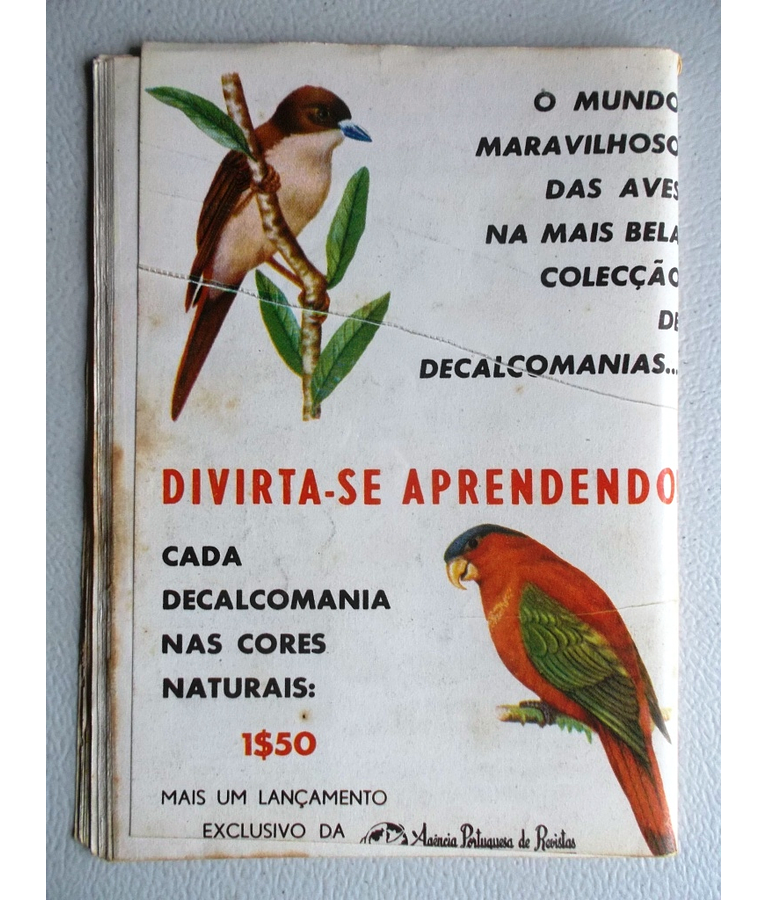 O MUNDO
MARAVILHOSO
DAS AVES
NA MAIS BELA
COLECÇÃO
DE
DECALCOMANIAS...
DIVIRTA-SE APRENDENDO
CADA
DECALCOMANIA
NAS CORES
NATURAIS:
1$50
MAIS UM LANÇAMENTO
EXCLUSIVO DA Agência Portuguesa de Revistas